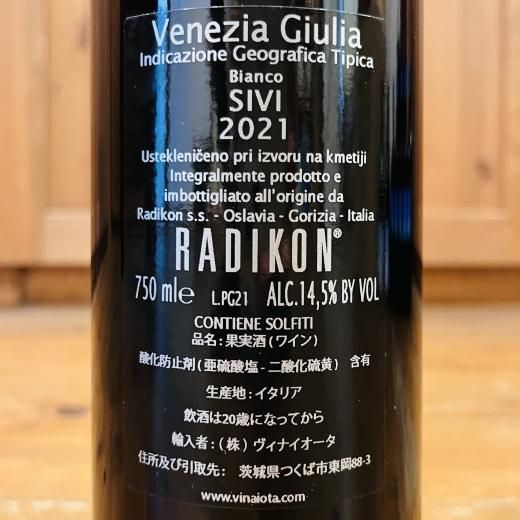 Venezia Giulia
Indicazione Geografica Tipica
Bianco
SIVI
2021
Ustekleničeno pri izvoru na kmetiji
Integralmente prodotto e
imbottigliato all'origine da
Radikon s.s. - Oslavia - Gorizia - Italia
RADIKON®
750 mle L.PG21 ALC.14,5% BY VOL
CONTIENE SOLFITI
品名:果実酒(ワイン)
酸化防止剤(亜硫酸塩-二酸化硫黄) 含有
生産地:イタリア
飲酒は20歳になってから
輸入者:(株)ヴィナイオータ
住所及び引取先: 茨城県つくば市東岡88-3
www.vinaiota.com